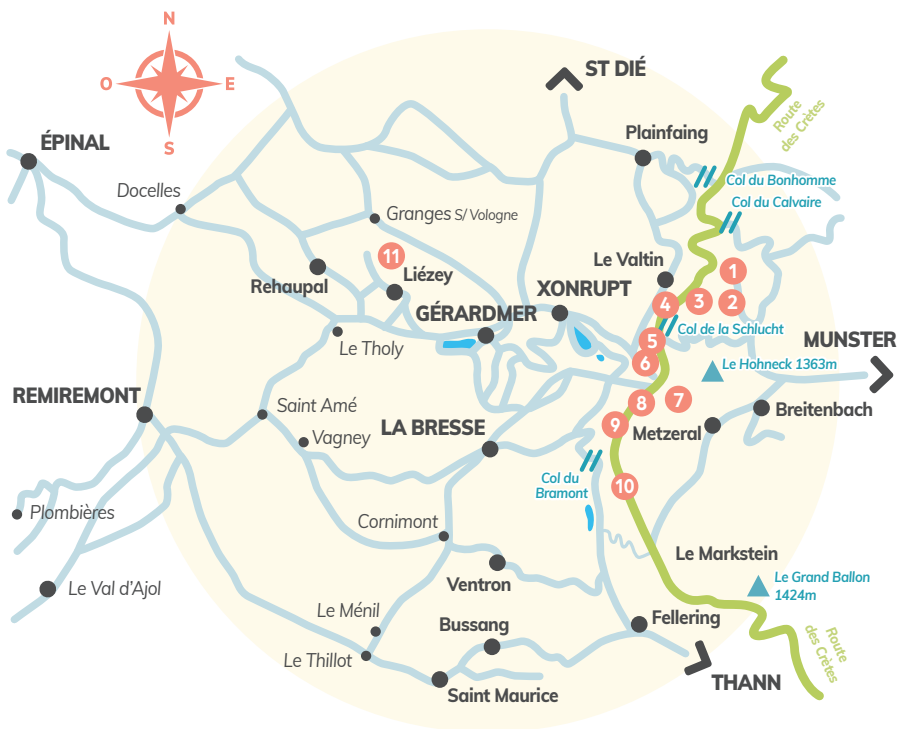 N
O
E
S
ST DIÉ
Route
des Crètes
ÉPINAL
Plainfaing
Docelles
Col du Bonhomme
Col du Calvaire
Granges S/ Vologne
11
Le Valtin
1
Rehaupal
Liézey
XONRUPT
4
3
2
GÉRARDMER
Col de la Schlucht
5
MUNSTER
Le Tholy
6
Le Hohneck 1363m
REMIREMONT
8
7
Saint Amé
Breitenbach
LA BRESSE
9
Metzeral
Vagney
Col du
Bramont
10
Plombières
Cornimont
Le Markstein
Ventron
Le Grand Ballon
1424m
Le Val d'Ajol
Le Ménil
Bussang
Fellering
Route
des Crètes
Le Thillot
THANN
Saint Maurice